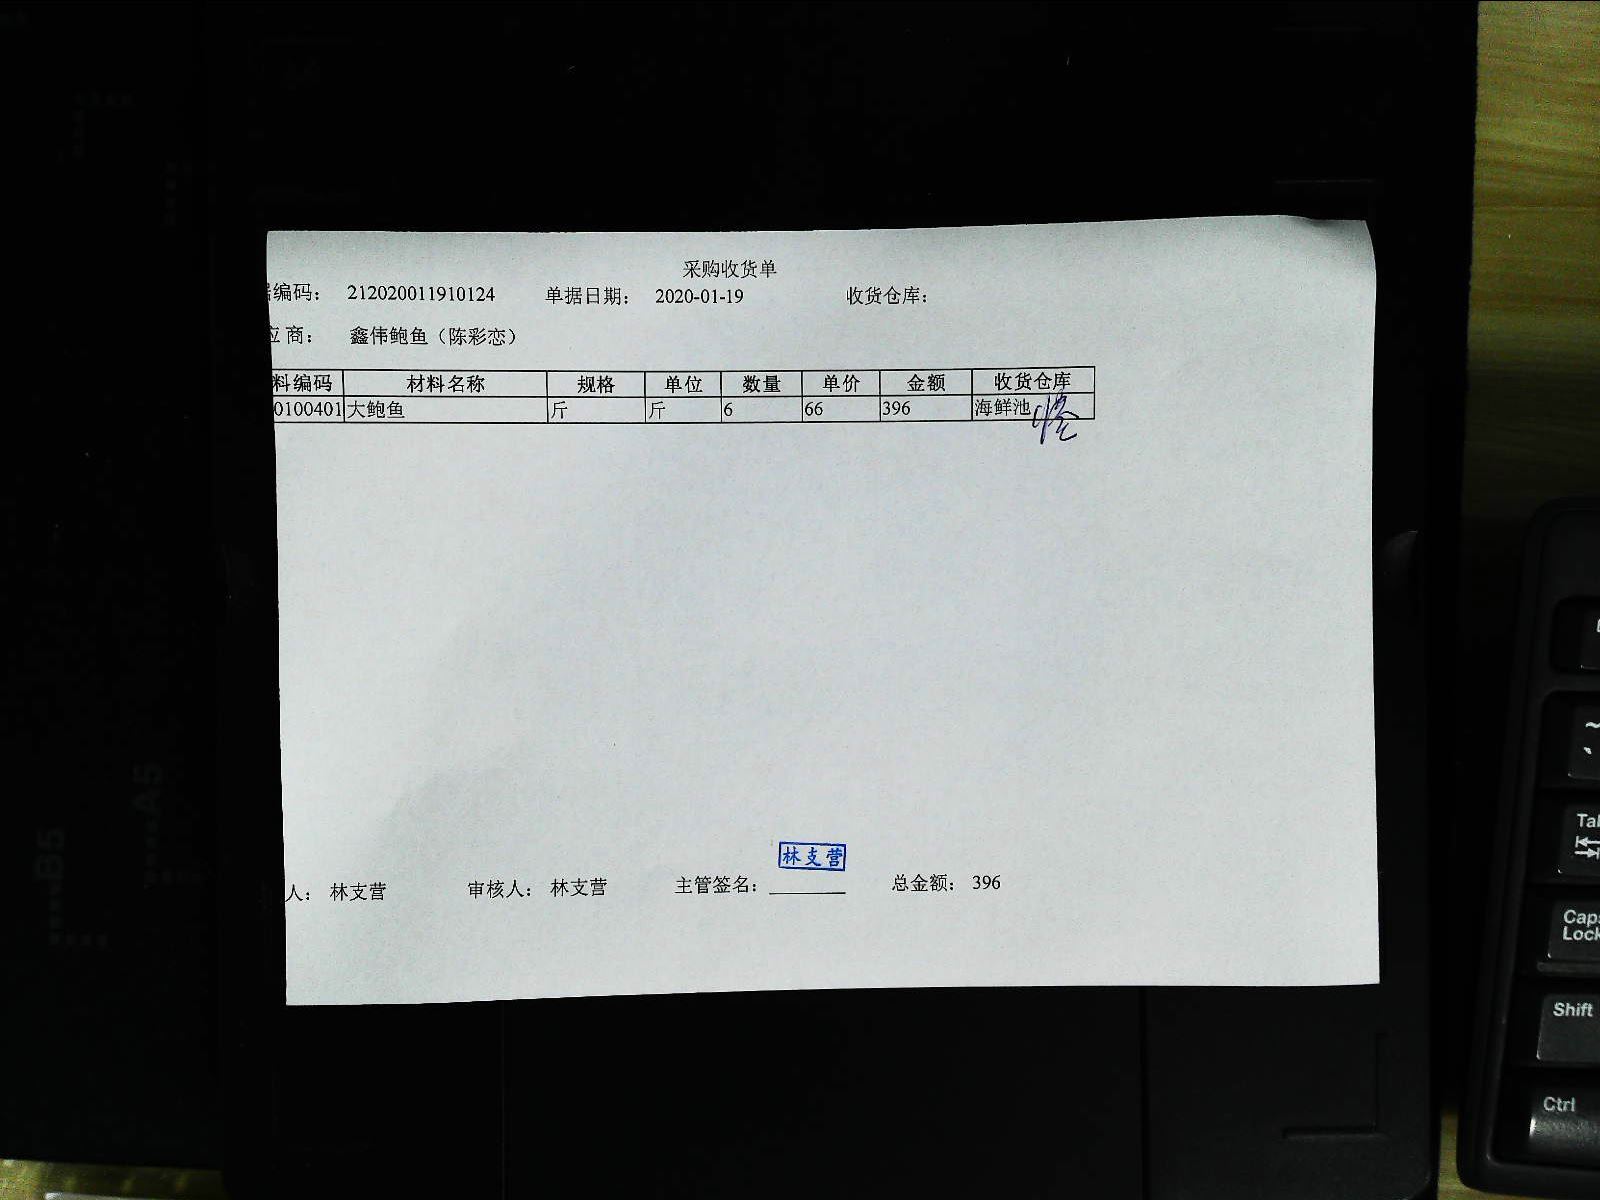 采购收货单
编码： 212020011910124 单据日期： 2020-01-19 收货仓库：
应商： 鑫伟鲍鱼（陈彩恋）
料编码 材料名称 规格 单位 数量 单价 金额 收货仓库
0100401 大鲍鱼 斤 斤 6 66 396 海鲜池
林支营
人： 林支营 审核人： 林支营 主管签名： 总金额： 396
B5
A5
Tab
Caps
Lock
Shift
Ctrl